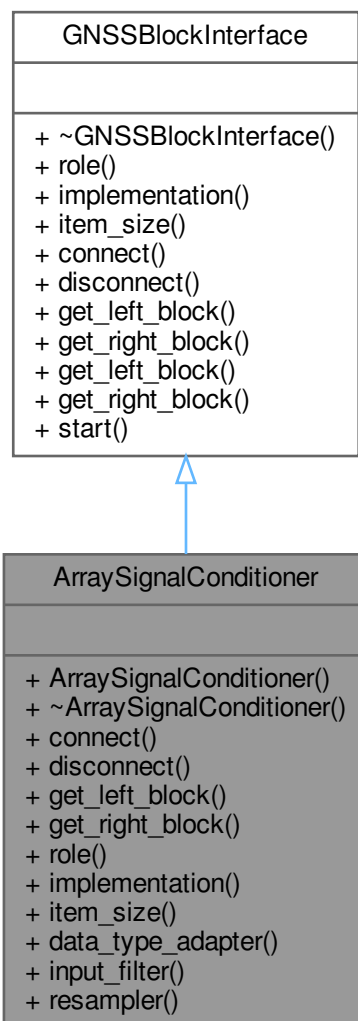 GNSSBlockInterface
+ ~GNSSBlockInterface()
+ role()
+ implementation()
+ item_size()
+ connect()
+ disconnect()
+ get_left_block()
+ get_right_block()
+ get_left_block()
+ get_right_block()
+ start()
ArraySignalConditioner
+ ArraySignalConditioner()
+ ~ArraySignalConditioner()
+ connect()
+ disconnect()
+ get_left_block()
+ get_right_block()
+ role()
+ implementation()
+ item_size()
+ data_type_adapter()
+ input_filter()
+ resampler()